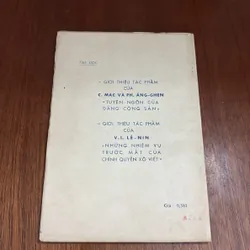 • GIỚI THIỆU TÁC PHẨM
CỦA
K. MÁC VÀ PH. ĂNG-GHEN
«TUYÊN NGÔN CỦA
ĐẢNG CỘNG SẢN»
• GIỚI THIỆU TÁC PHẨM
CỦA
V.I. LÊ-NIN
«NHỮNG NHIỆM VỤ
TRƯỚC MẮT CỦA
CHÍNH QUYỀN XÔ VIẾT»